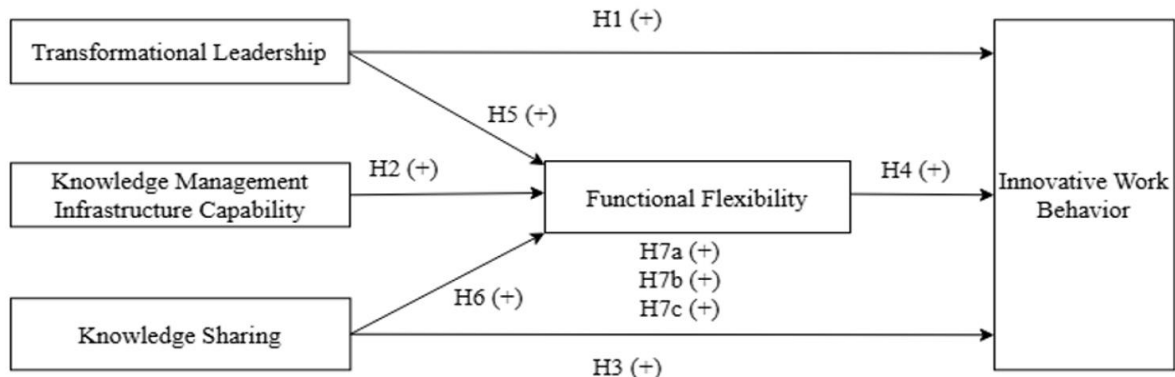 H1 (+)
Transformational Leadership
H5 (+)
H2 (+)
H4 (+)
Knowledge Management
Infrastructure Capability
Functional Flexibility
Innovative Work
Behavior
H7a (+)
H7b (+)
H7c (+)
H6 (+)
Knowledge Sharing
H3 (+)